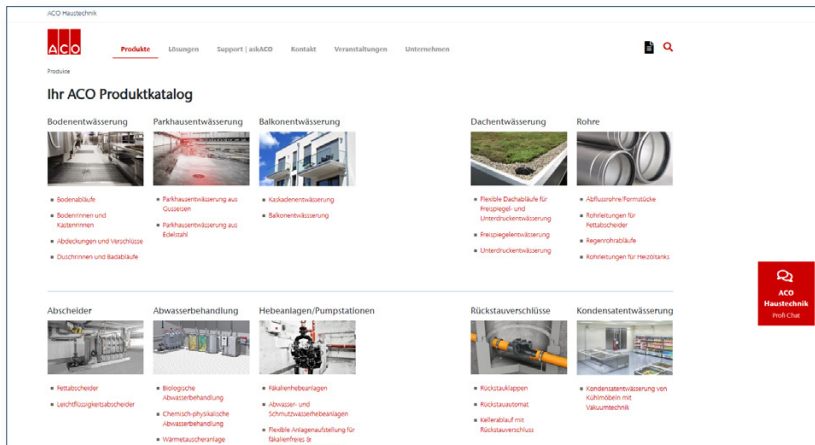 ACO Haustechnik
ACO
Produkte
Lösungen
Support | askACO
Kontakt
Veranstaltungen
Unternehmen
Produkte
Ihr ACO Produktkatalog
Bodenentwässerung
Bodenabläufe
Bodenrinnen und
Kastenrinnen
Abdeckungen und Verschlüsse
Duschrinnen und Badabläufe
Parkhausentwässerung
Parkhausentwässerung aus
Gusseisen
Parkhausentwässerung aus
Edelstahl
Balkonentwässerung
Kaskadenentwässerung
Balkonentwässerung
Dachentwässerung
Flexible Dachabläufe für
Freispiegel- und
Unterdruckentwässerung
Freispiegelentwässerung
Unterdruckentwässerung
Rohre
Abflussrohre/Formstücke
Rohrleitungen für
Fettabscheider
Regenrohrabläufe
Rohrleitungen für Heizöltanks
Abscheider
Fettabscheider
Leichtflüssigkeitsabscheider
Abwasserbehandlung
Biologische
Abwasserbehandlung
Chemisch-physikalische
Abwasserbehandlung
Wärmetauscheranlage
Hebeanlagen/Pumpstationen
Fäkalienhebeanlagen
Abwasser- und
Schmutzwasserhebeanlagen
Flexible Anlagenaufstellung für
fäkalienfreies &
Rückstauverschlüsse
Rückstauklappen
Rückstauautomat
Kellerablauf mit
Rückstauverschluss
Kondensatentwässerung
Kondensatentwässerung von
Kühlmöbeln mit
Vakuumtechnik
ACO
Haustechnik
Profi Chat